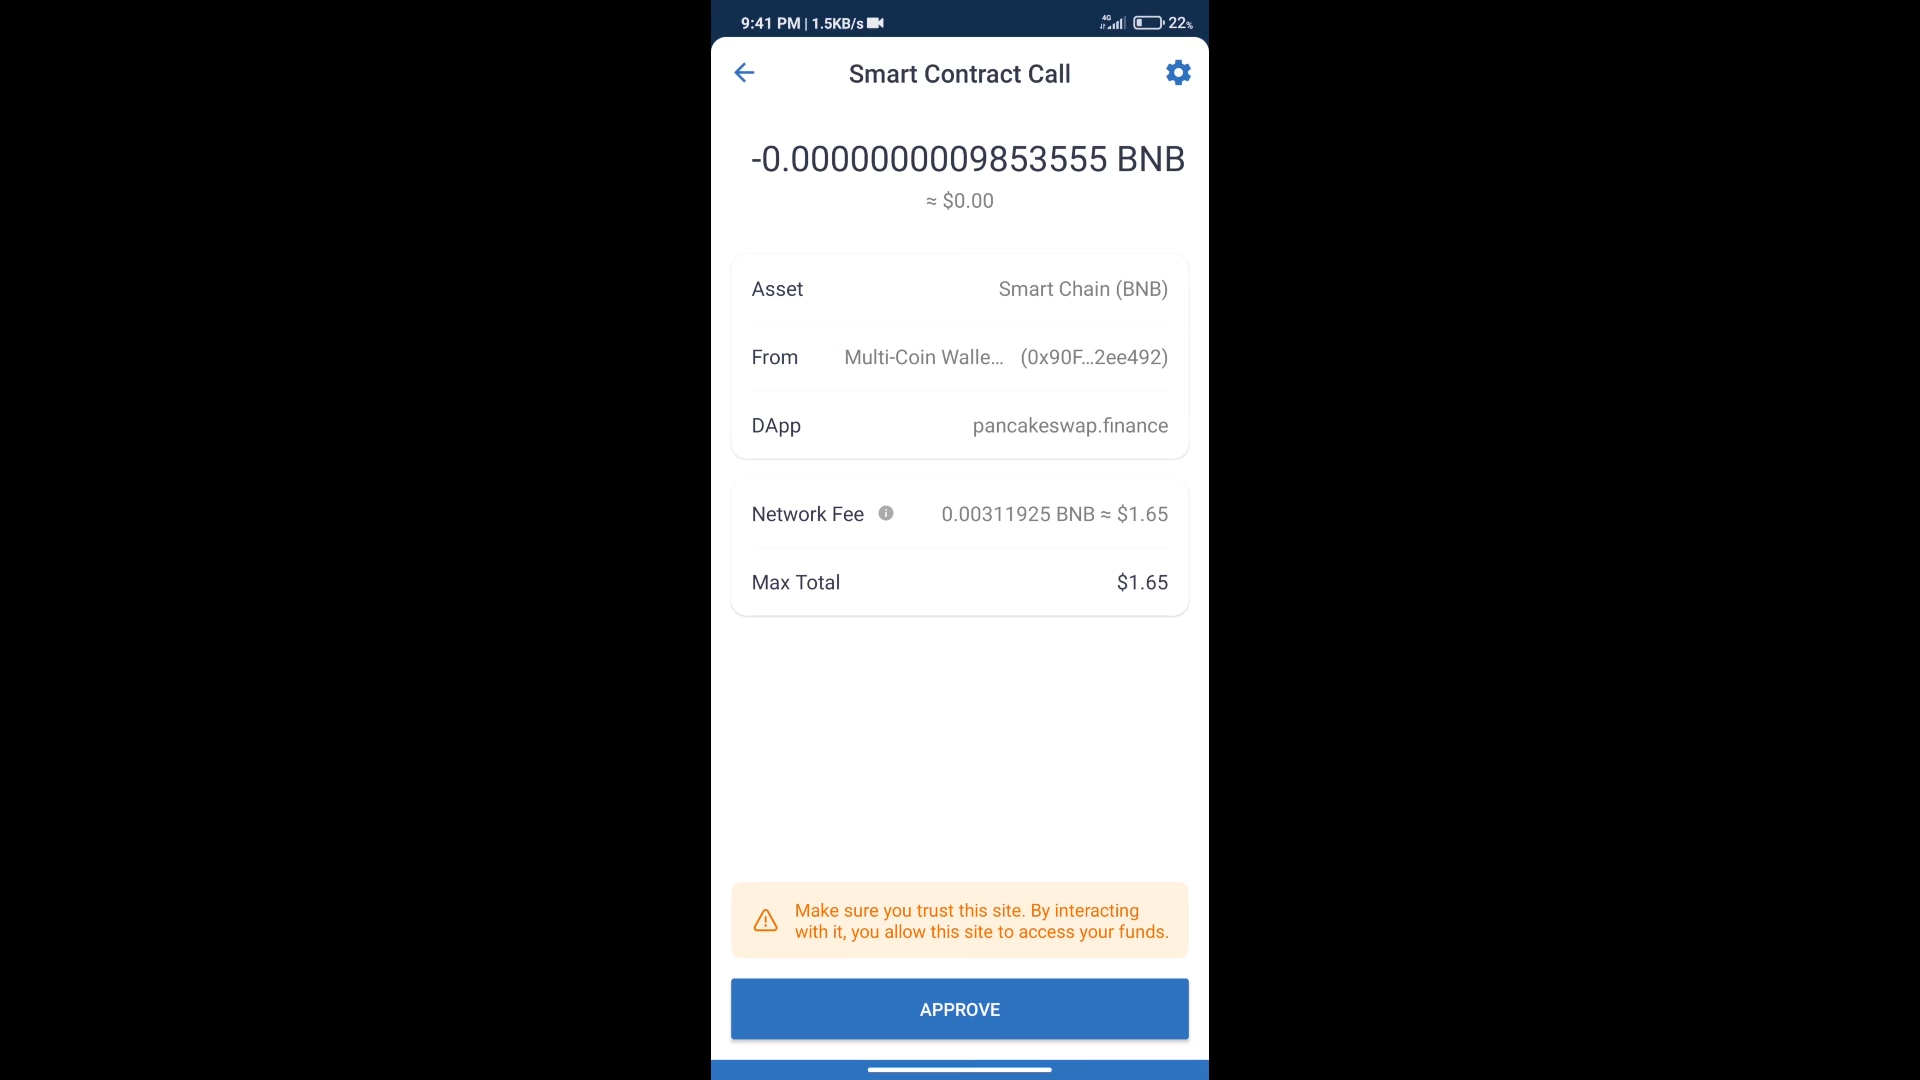 9:41 PM | 1.5KB/s 4G 22%
Smart Contract Call
-0.0000000009853555 BNB
≈ $0.00
Asset Smart Chain (BNB)
From Multi-Coin Walle... (0x90F...2ee492)
DApp pancakeswap.finance
Network Fee 0.00311925 BNB ≈ $1.65
Max Total $1.65
Make sure you trust this site. By interacting
with it, you allow this site to access your funds.
APPROVE